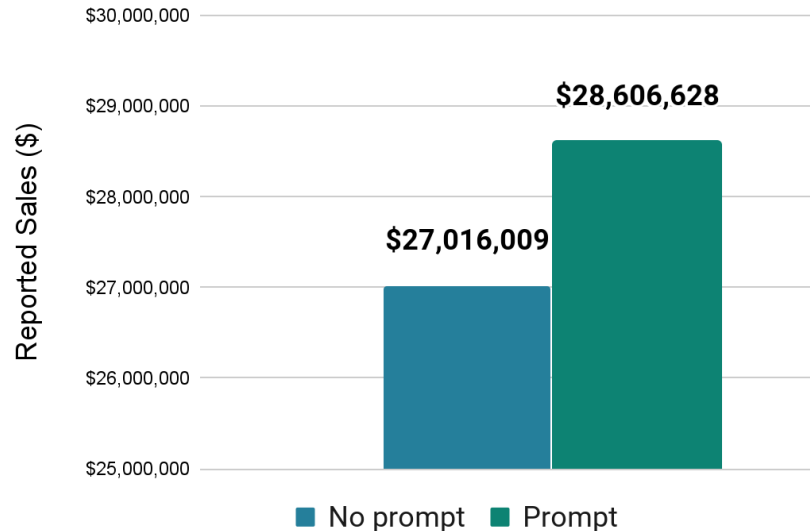 $30,000,000
$29,000,000
$28,000,000
$27,000,000
$26,000,000
$25,000,000
Reported Sales ($)
$28,606,628
$27,016,009
No prompt
Prompt